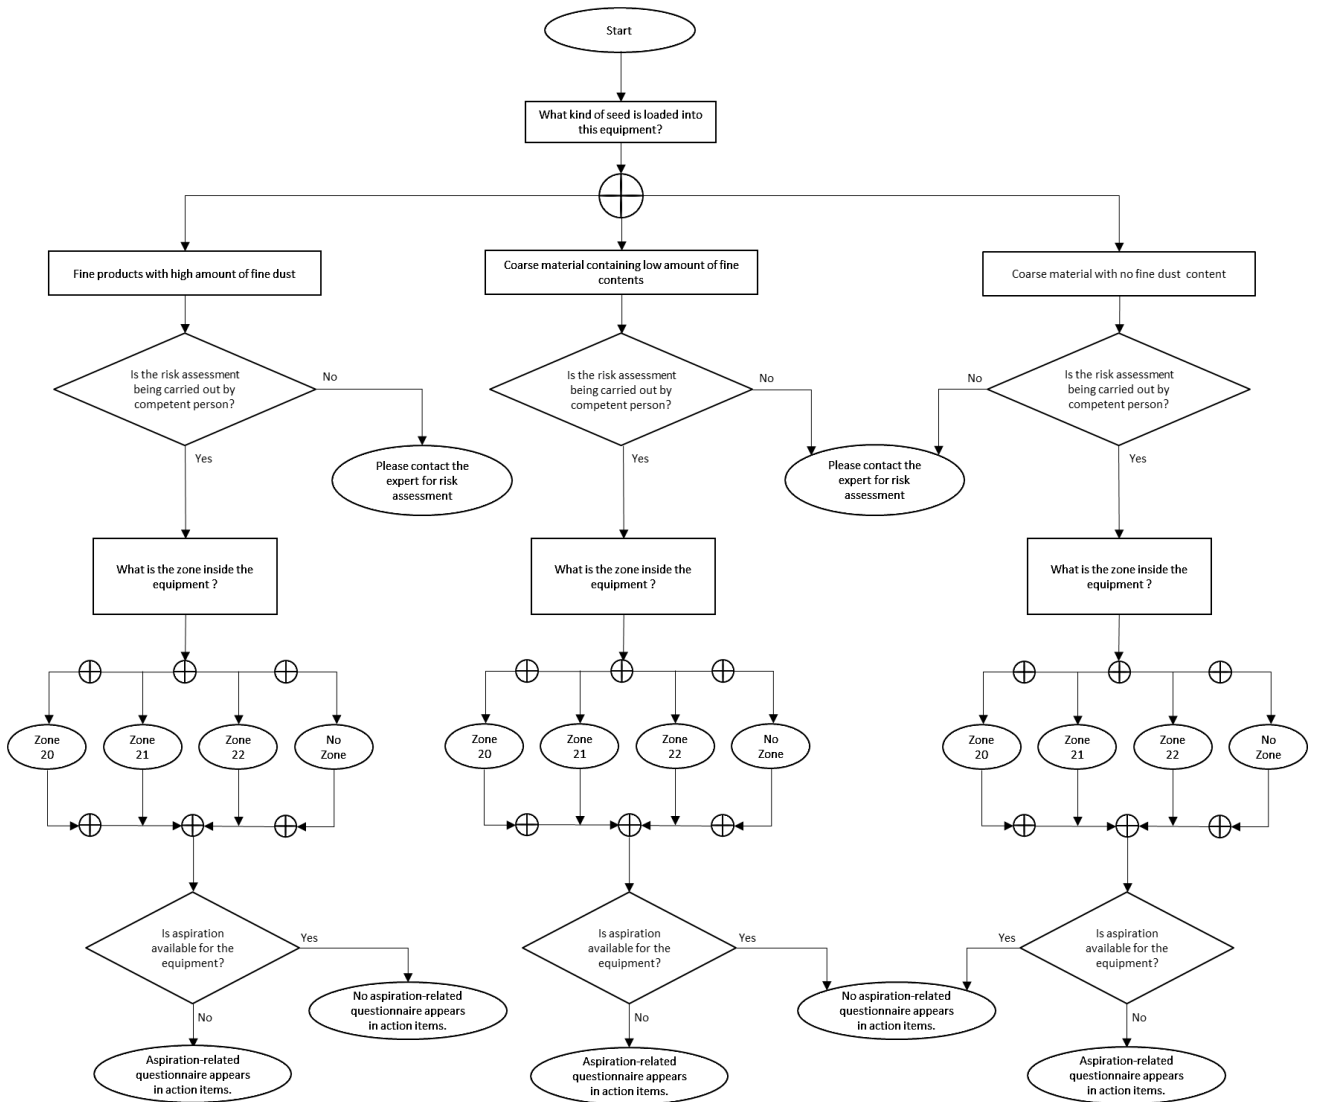 Start
What kind of seed is loaded into
this equipment?
Fine products with high amount of fine dust
Coarse material containing low amount of fine
contents
Coarse material with no fine dust content
Is the risk assessment
being carried out by
competent person?
No
Yes
Is the risk assessment
being carried out by
competent person?
No
Yes
Is the risk assessment
being carried out by
competent person?
No
Yes
Please contact the
expert for risk
assessment
Please contact the
expert for risk
assessment
What is the zone inside the
equipment ?
What is the zone inside the
equipment ?
What is the zone inside the
equipment ?
Zone
20
Zone
21
Zone
22
No
Zone
Zone
20
Zone
21
Zone
22
No
Zone
Zone
20
Zone
21
Zone
22
No
Zone
Is aspiration
available for the
equipment?
Yes
No
Is aspiration
available for the
equipment?
Yes
No
Is aspiration
available for the
equipment?
Yes
No
No aspiration-related
questionnaire appears
in action items.
No aspiration-related
questionnaire appears
in action items.
Aspiration-related
questionnaire appears
in action items.
Aspiration-related
questionnaire appears
in action items.
Aspiration-related
questionnaire appears
in action items.